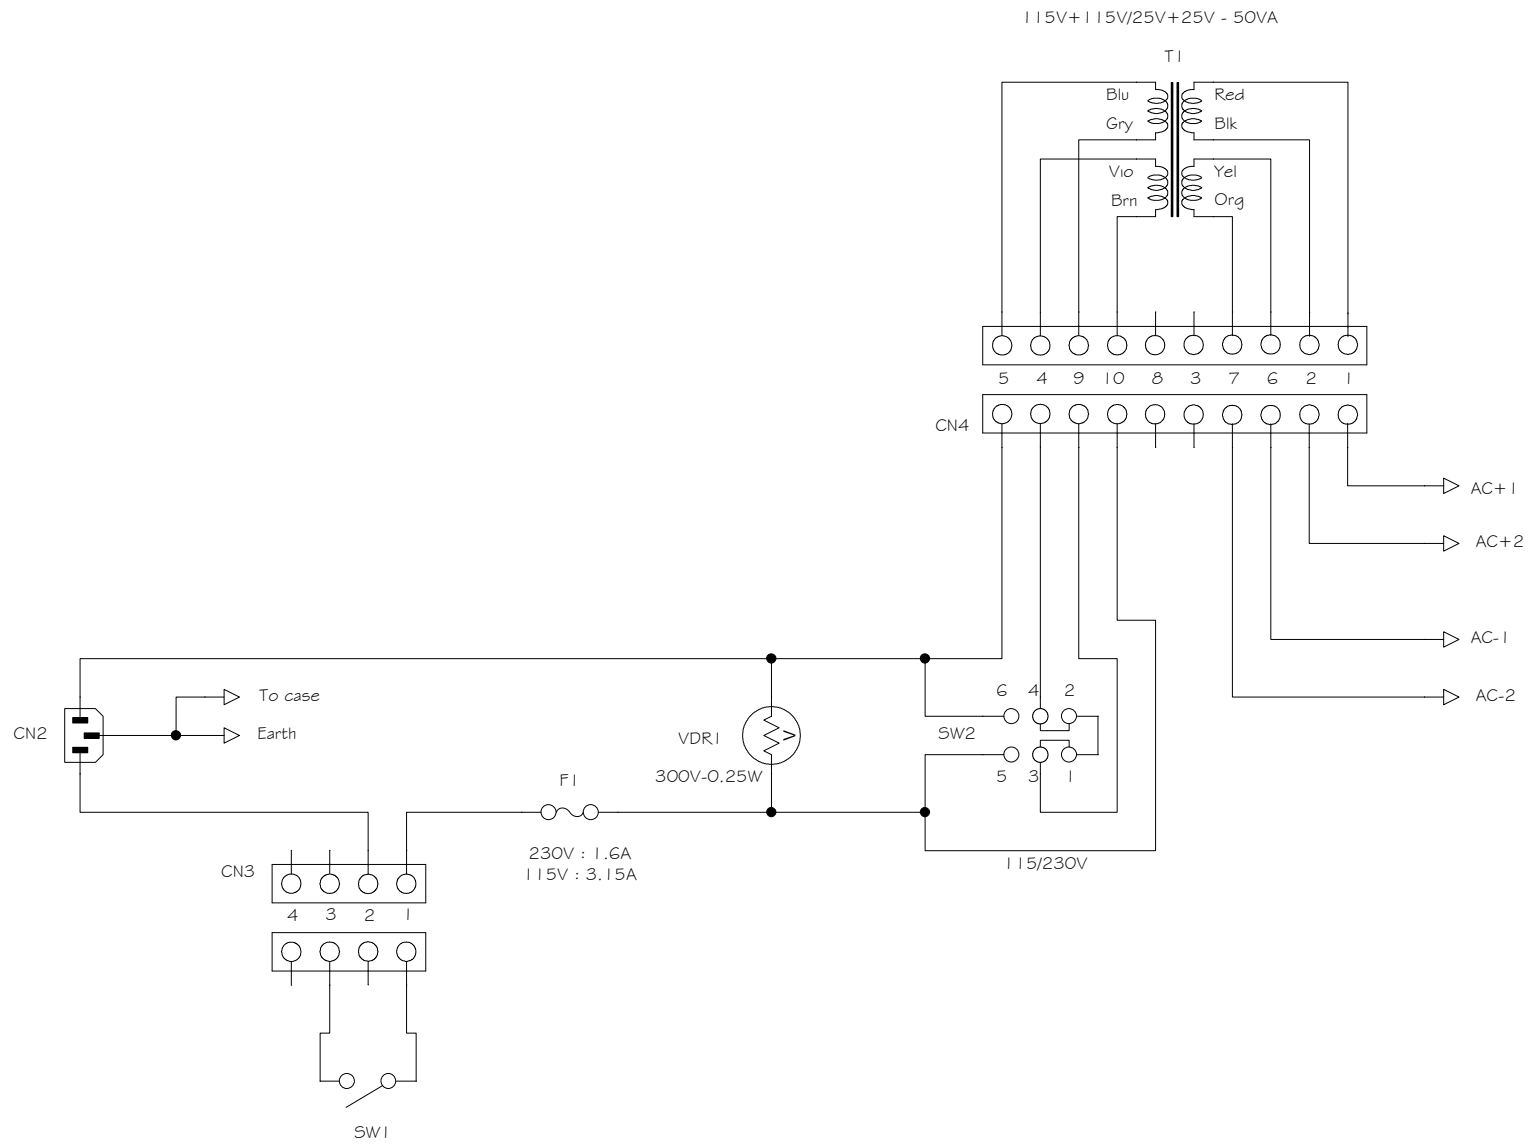 115V+115V/25V+25V - 50VA
T1
Blu
Red
Gry
Blk
Vio
Yel
Brn
Org
5 4 9 10 8 3 7 6 2 1
CN4
AC+1
AC+2
AC-1
AC-2
To case
Earth
CN2
6 4 2
SW2
5 3 1
VDR1
300V-0.25W
F1
230V : 1.6A
115V : 3.15A
115/230V
CN3
4 3 2 1
SW1
V